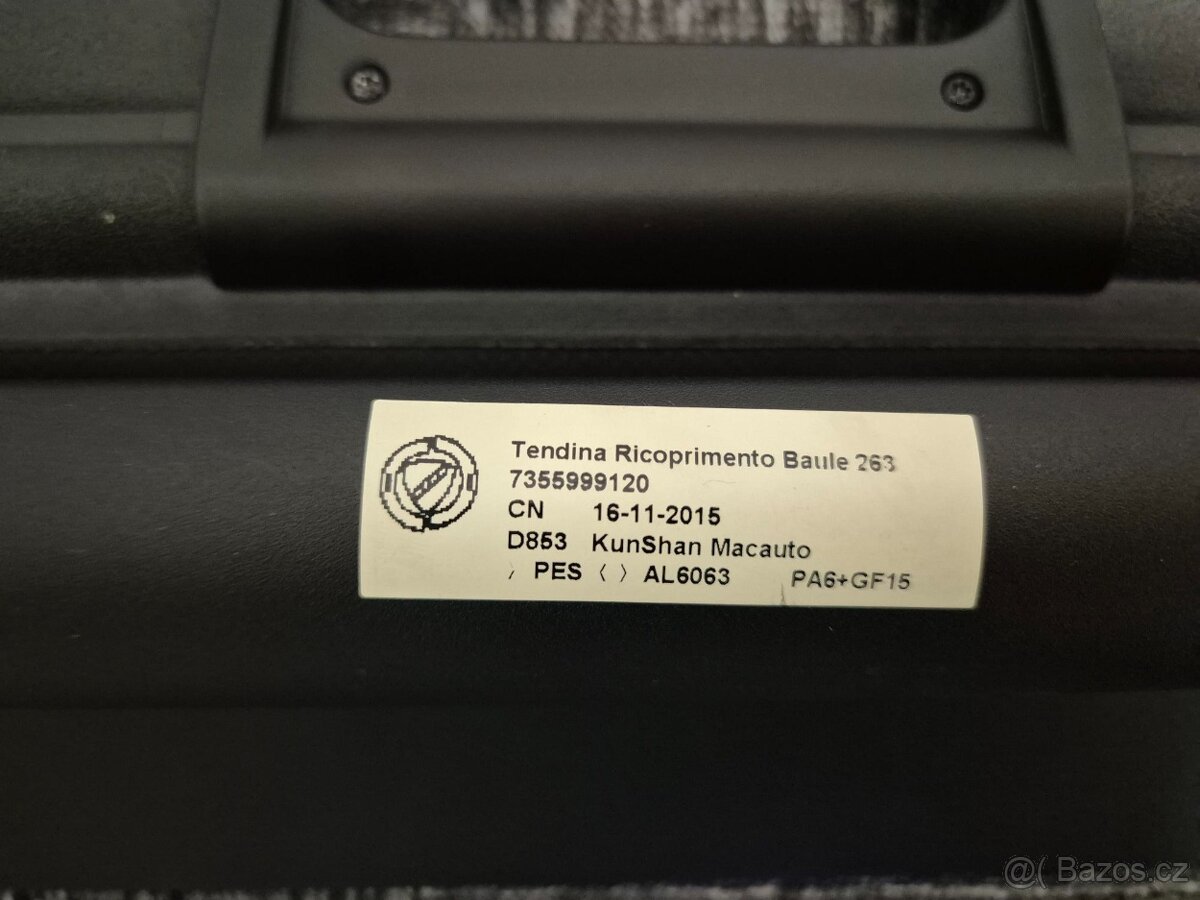 Tendina Ricoprimento Baule 263
7355999120
CN 16-11-2015
D853 KunShan Macauto
PES < > AL6063 PA6+GF15
@( Bazos.cz